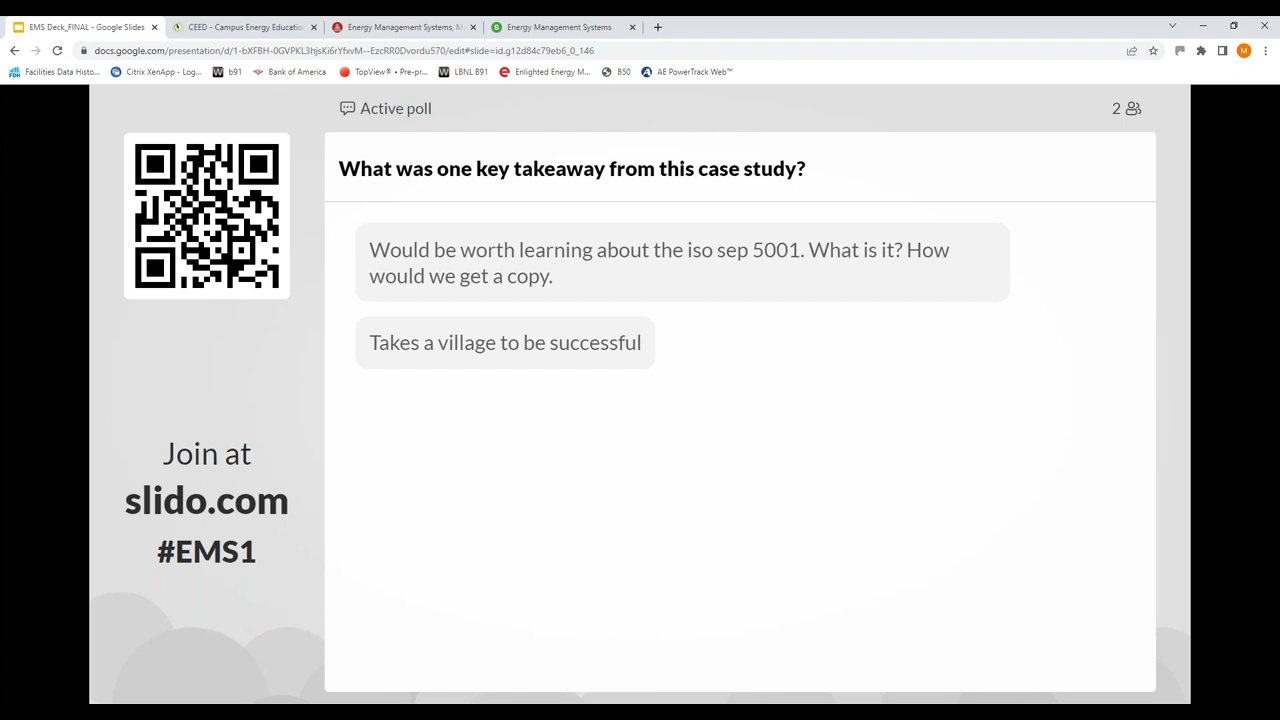 EMS Deck_FINAL - Google Slides
CEED - Campus Energy Educatio
Energy Management Systems, M
Energy Management Systems
docs.google.com/presentation/d/1-bXFBH-0GVPKL3hjsKi6rYfxvM--EzcRR0Dvordu570/edit#slide=id.g12d84c79eb6_0_146
M
Facilities Data Histo...
Citrix XenApp - Log...
b91
Bank of America
TopView® • Pre-pr...
LBNL B91
Enlighted Energy M...
B50
AE PowerTrack Web™
Active poll
2
What was one key takeaway from this case study?
Would be worth learning about the iso sep 5001. What is it? How
would we get a copy.
Takes a village to be successful
Join at
slido.com
#EMS1